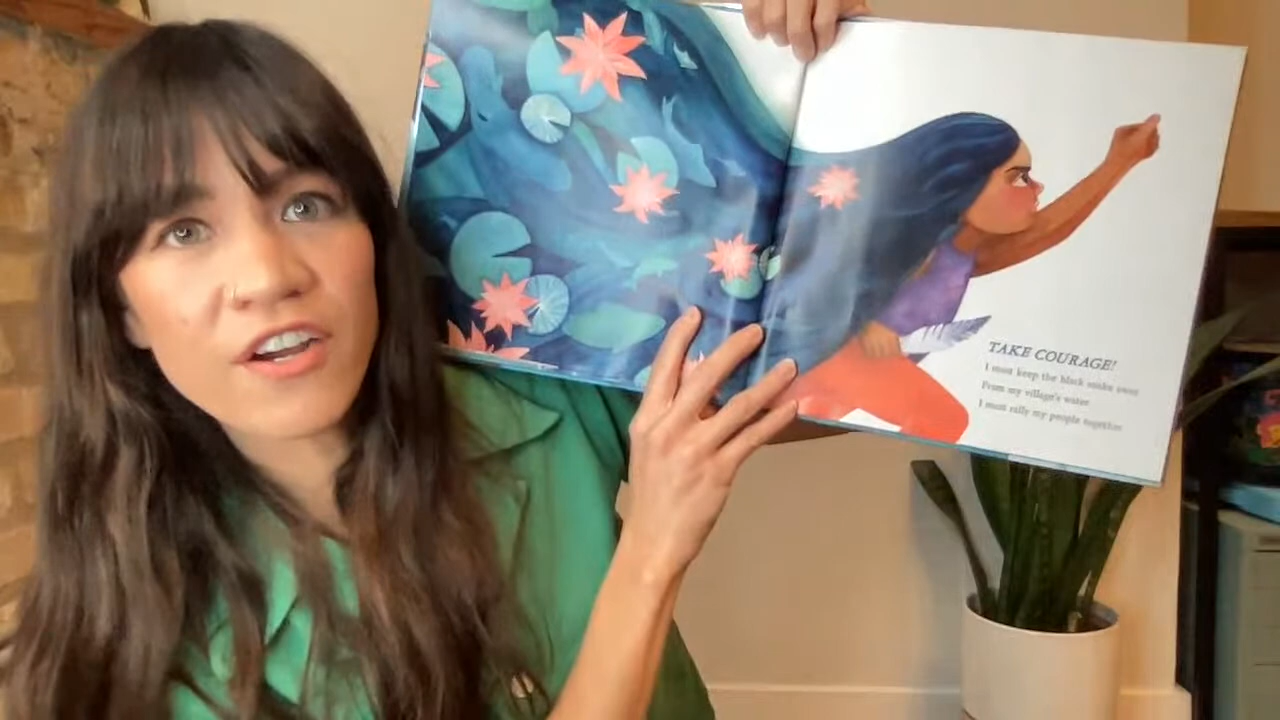 TAKE COURAGE!
I must keep the black snake away
From my village's water.
I must rally my people together.